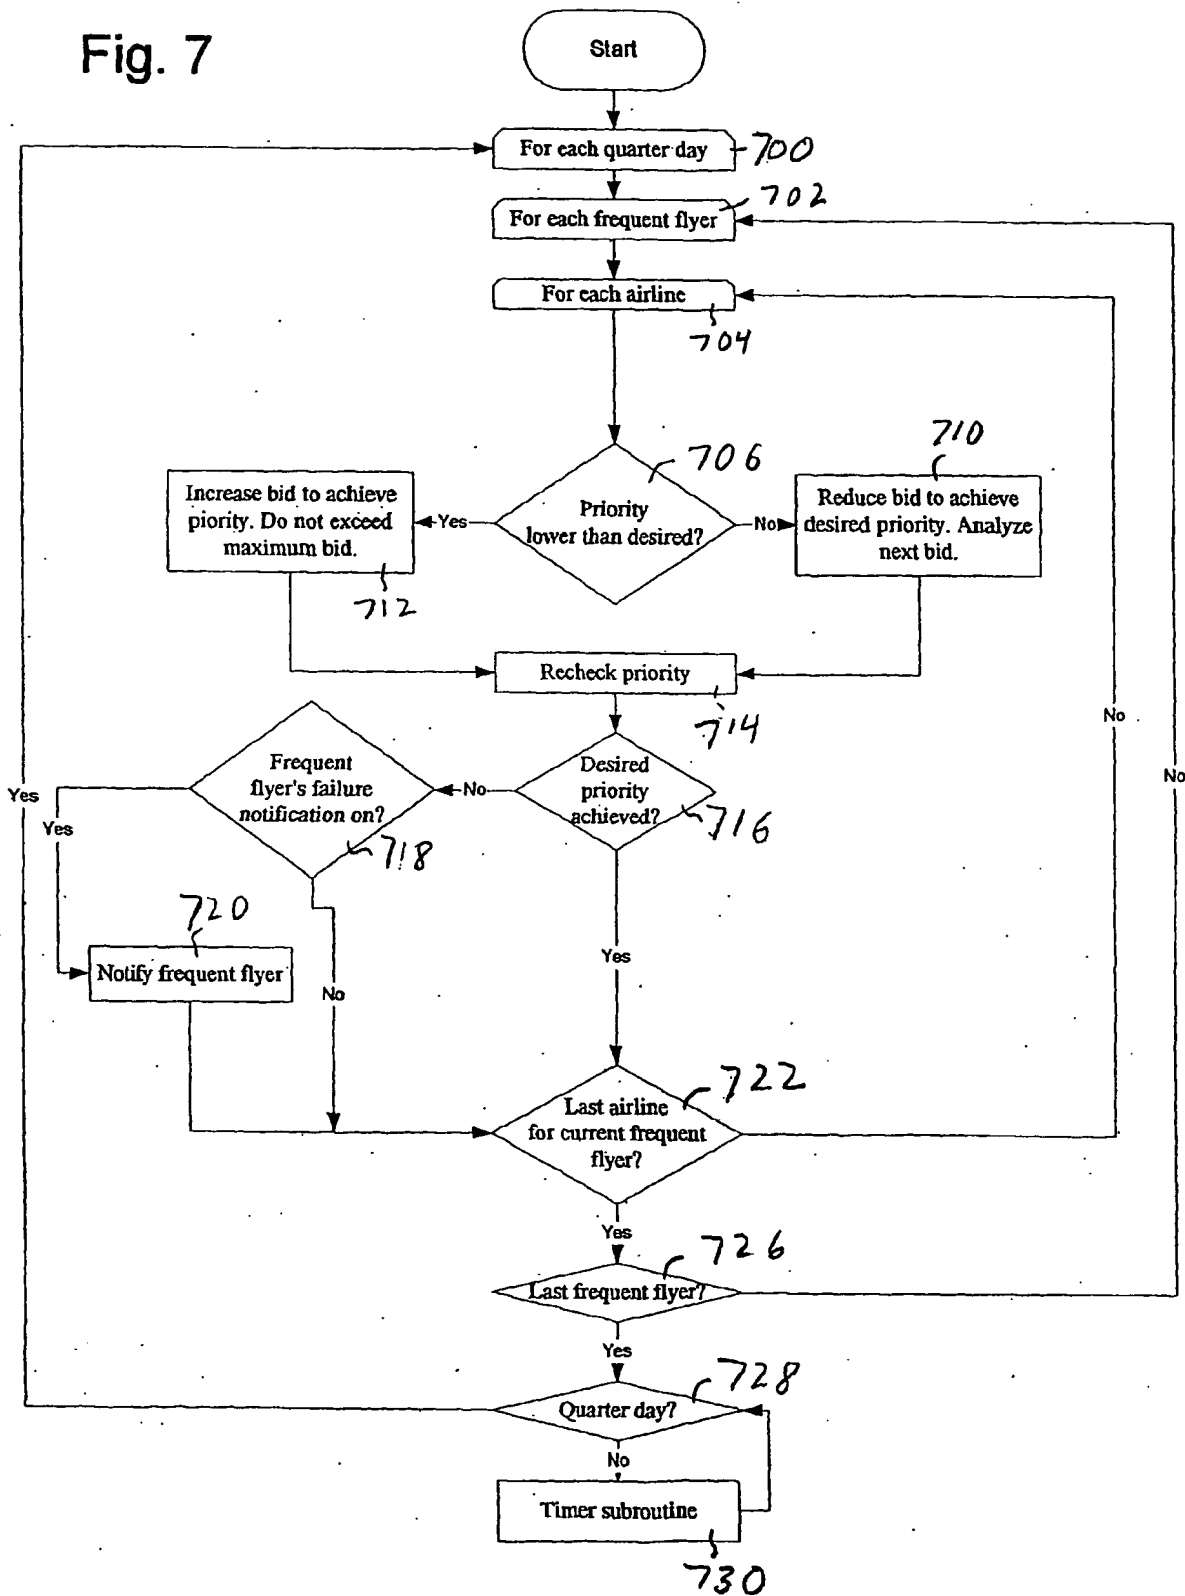 Fig. 7
Start
For each quarter day
700
702
For each frequent flyer
For each airline
704
706
710
Increase bid to achieve
piority. Do not exceed
maximum bid.
Yes
Priority
lower than desired?
No
Reduce bid to achieve
desired priority. Analyze
next bid.
712
Recheck priority
714
No
No
Yes
Frequent
flyer's failure
notification on?
No
Desired
priority
achieved?
Yes
718
716
720
Notify frequent flyer
No
Yes
722
Last airline
for current frequent
flyer?
Yes
726
Last frequent flyer?
Yes
728
Quarter day?
No
Timer subroutine
730